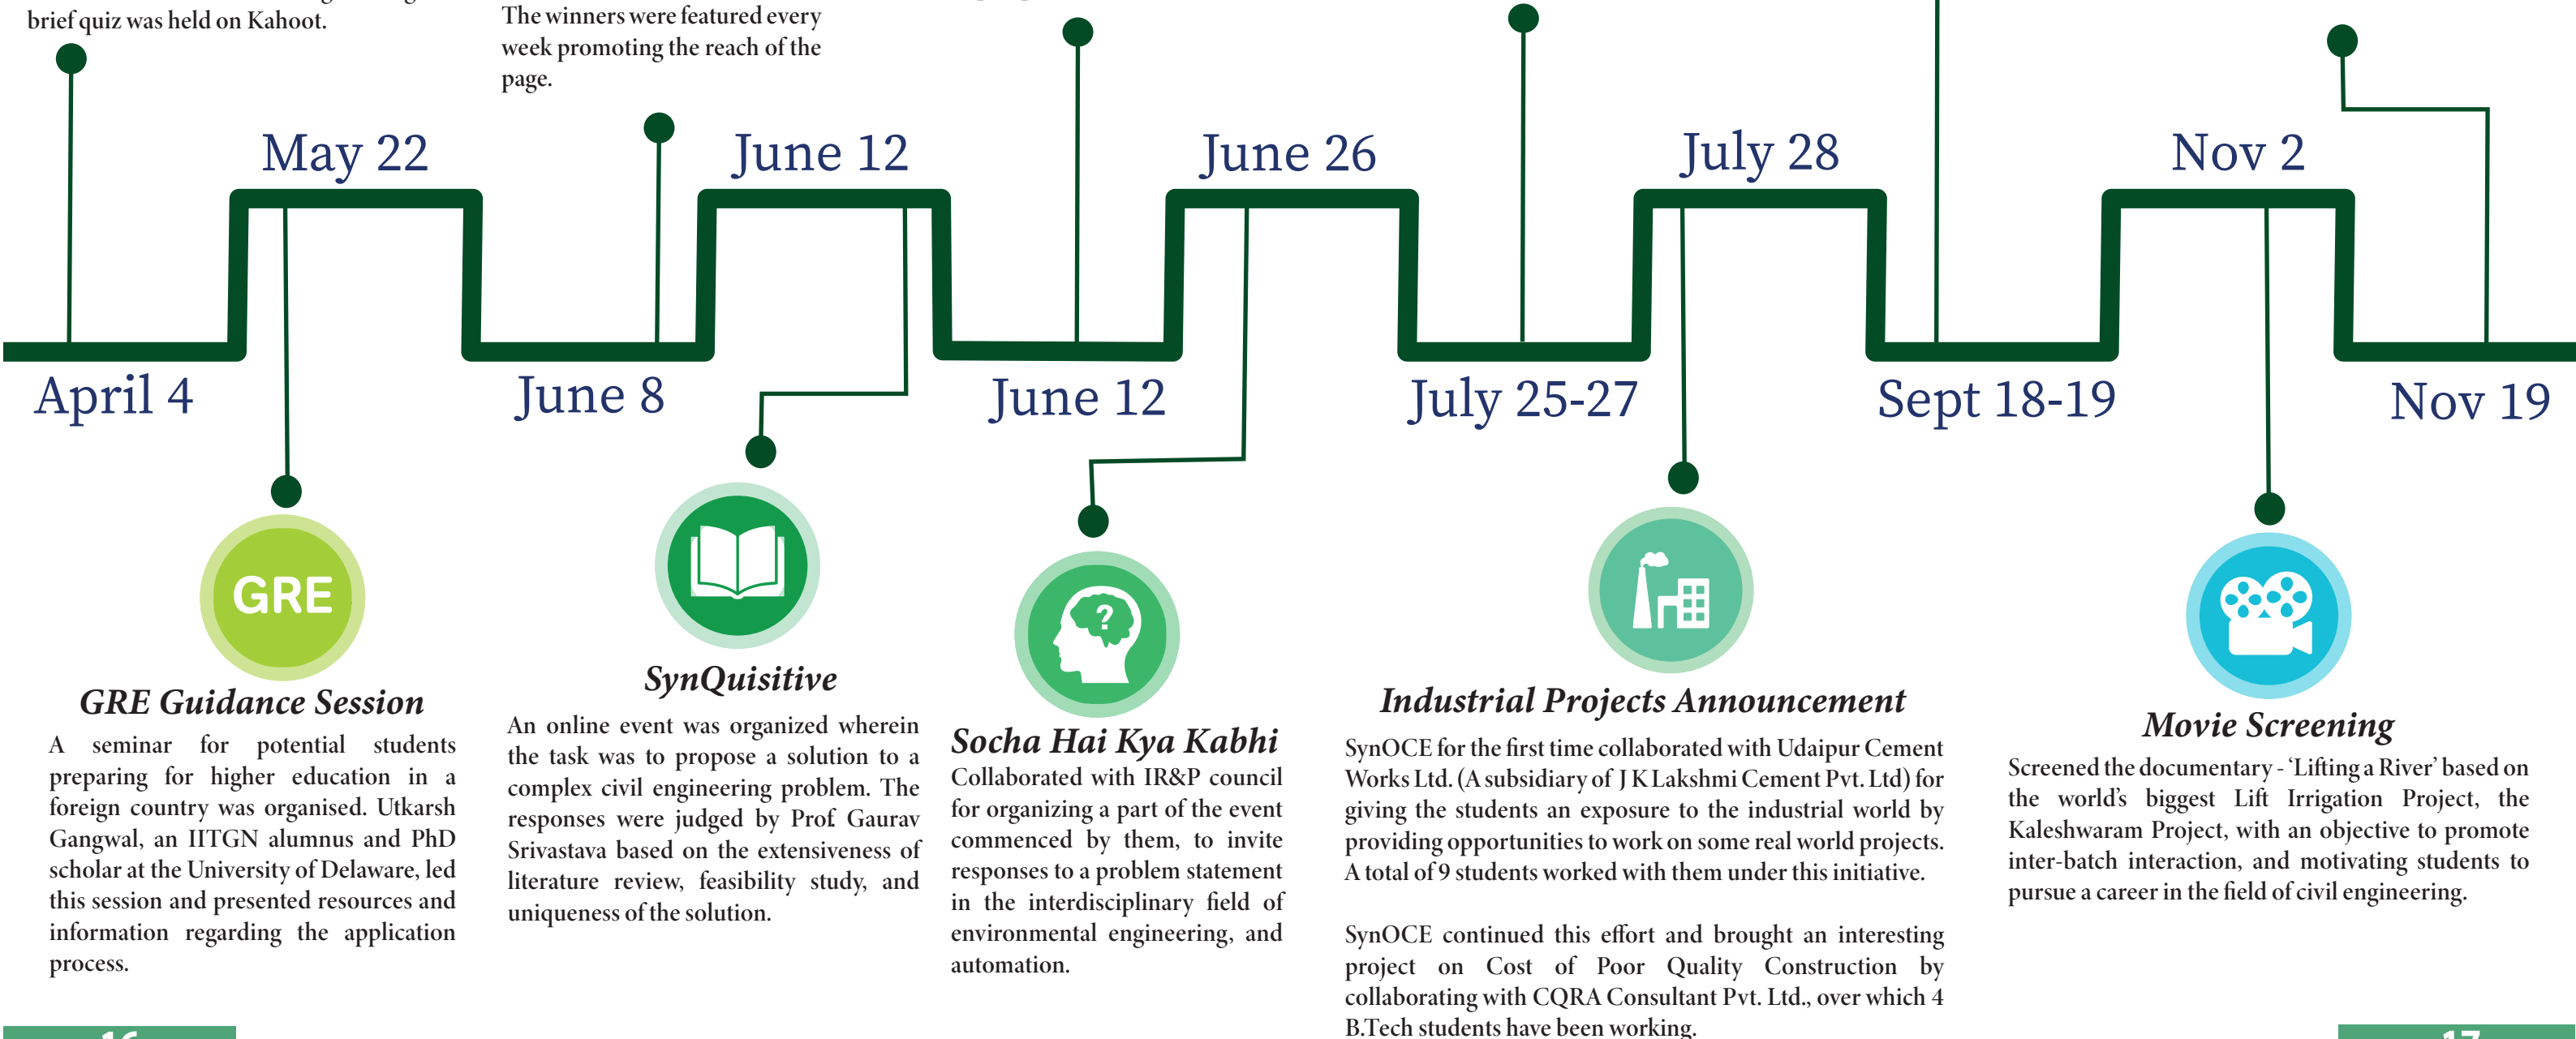 brief quiz was held on Kahoot.
The winners were featured every
week promoting the reach of the
page.
May 22
June 12
June 26
July 28
Nov 2
April 4
June 8
June 12
July 25-27
Sept 18-19
Nov 19
GRE
GRE Guidance Session
A seminar for potential students
preparing for higher education in a
foreign country was organised. Utkarsh
Gangwal, an IITGN alumnus and PhD
scholar at the University of Delaware, led
this session and presented resources and
information regarding the application
process.
SynQuisitive
An online event was organized wherein
the task was to propose a solution to a
complex civil engineering problem. The
responses were judged by Prof. Gaurav
Srivastava based on the extensiveness of
literature review, feasibility study, and
uniqueness of the solution.
?
Socha Hai Kya Kabhi
Collaborated with IR&P council
for organizing a part of the event
commenced by them, to invite
responses to a problem statement
in the interdisciplinary field of
environmental engineering, and
automation.
Industrial Projects Announcement
SynOCE for the first time collaborated with Udaipur Cement
Works Ltd. (A subsidiary of J K Lakshmi Cement Pvt. Ltd) for
giving the students an exposure to the industrial world by
providing opportunities to work on some real world projects.
A total of 9 students worked with them under this initiative.
SynOCE continued this effort and brought an interesting
project on Cost of Poor Quality Construction by
collaborating with CQRA Consultant Pvt. Ltd., over which 4
B.Tech students have been working.
Movie Screening
Screened the documentary - ‘Lifting a River’ based on
the world’s biggest Lift Irrigation Project, the
Kaleshwaram Project, with an objective to promote
inter-batch interaction, and motivating students to
pursue a career in the field of civil engineering.
16
17